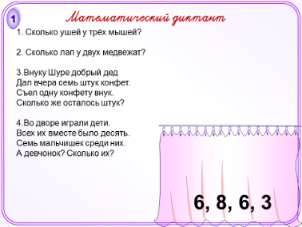 1
Математический диктант
1. Сколько ушей у трёх мышей?
2. Сколько лап у двух медвежат?
3.Внуку Шуре добрый дед
Дал вчера семь штук конфет.
Съел одну конфету внук.
Сколько же осталось штук?
4.Во дворе играли дети.
Всех их вместе было десять.
Семь мальчишек среди них.
А девчонок? Сколько их?
6, 8, 6, 3